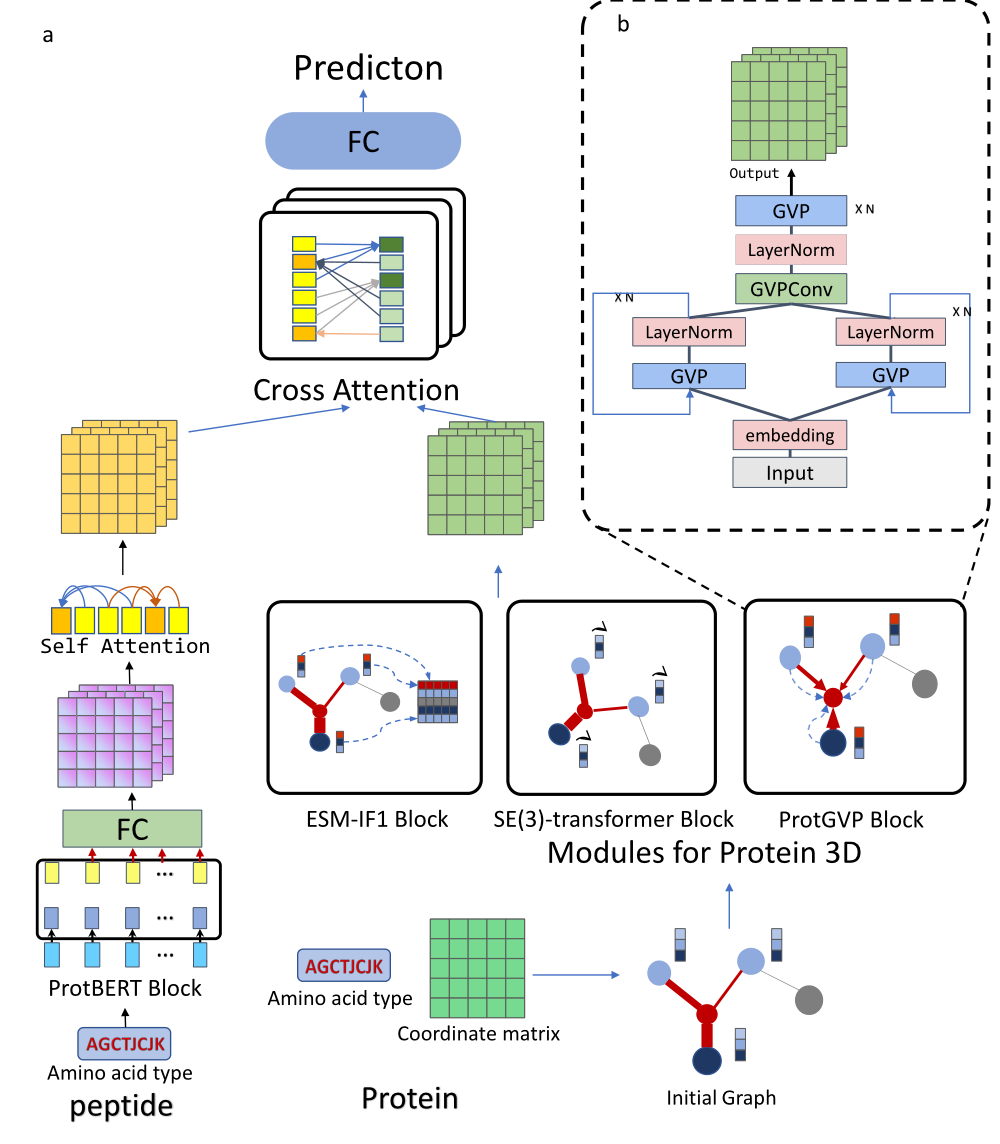 a
Predicton
FC
Cross Attention
Self Attention
FC
...
...
...
ProtBERT Block
AGCTJCJK
Amino acid type
peptide
b
Output
GVP
X N
LayerNorm
GVPConv
X N
X N
LayerNorm
LayerNorm
GVP
GVP
embedding
Input
ESM-IF1 Block
SE(3)-transformer Block
ProtGVP Block
Modules for Protein 3D
AGCTJCJK
Amino acid type
Coordinate matrix
Protein
Initial Graph